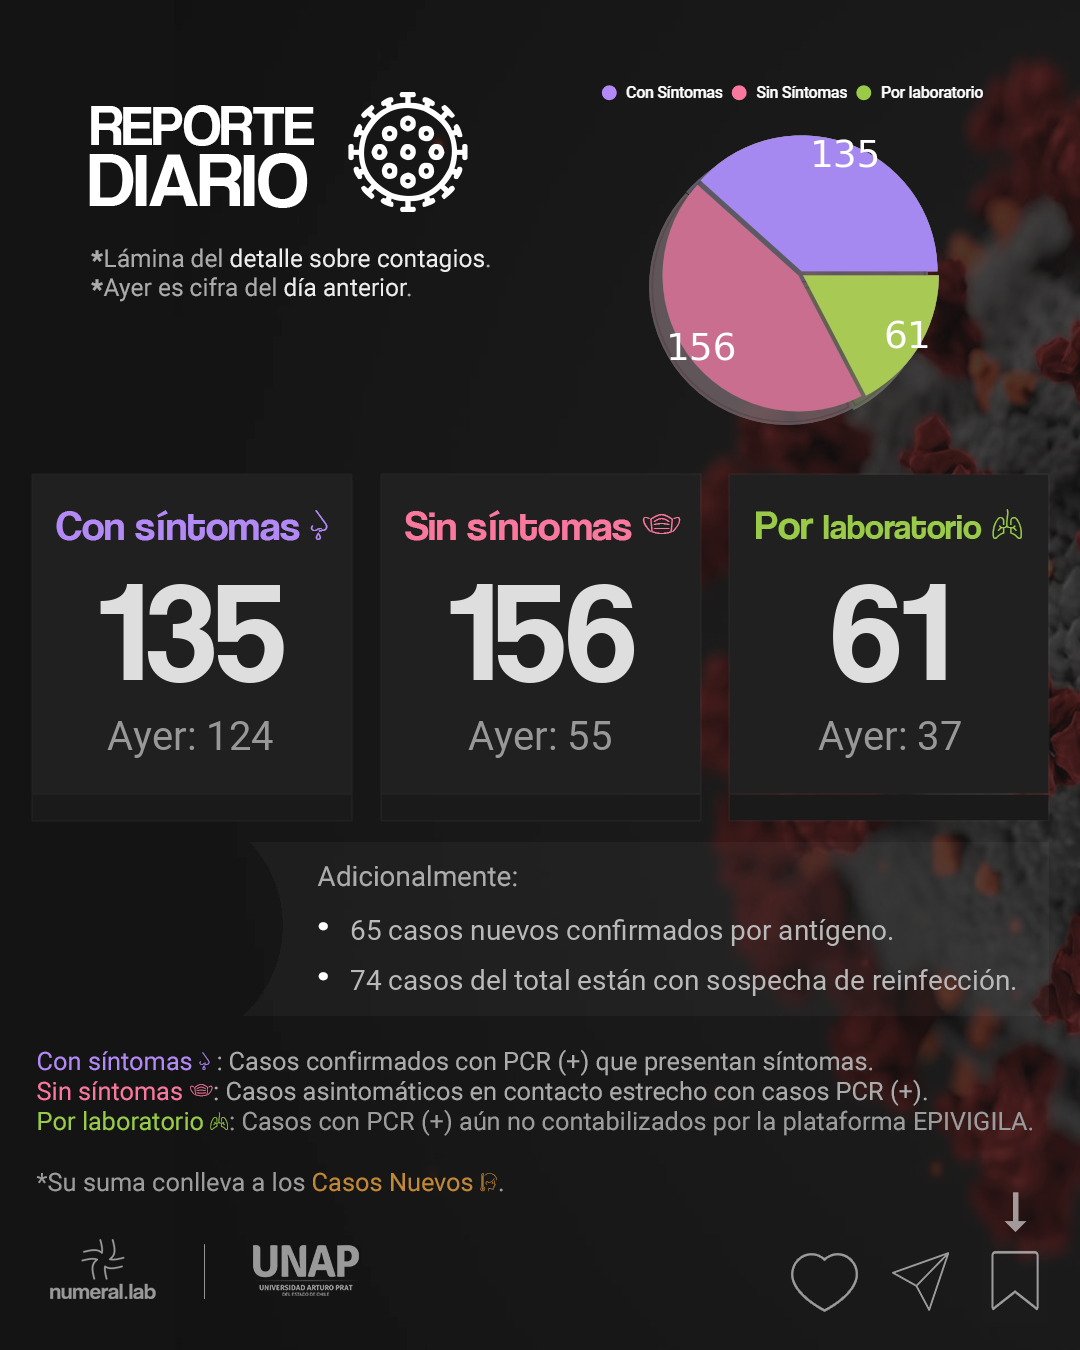 REPORTE
DIARIO
*Lámina del detalle sobre contagios.
*Ayer es cifra del día anterior.
Con Síntomas Sin Síntomas Por laboratorio
135
156
61
Con síntomas
135
Ayer: 124
Sin síntomas
156
Ayer: 55
Por laboratorio
61
Ayer: 37
Adicionalmente:
• 65 casos nuevos confirmados por antígeno.
• 74 casos del total están con sospecha de reinfección.
Con síntomas : Casos confirmados con PCR (+) que presentan síntomas.
Sin síntomas : Casos asintomáticos en contacto estrecho con casos PCR (+).
Por laboratorio : Casos con PCR (+) aún no contabilizados por la plataforma EPIVIGILA.
*Su suma conlleva a los Casos Nuevos .
numeral.lab
UNAP
UNIVERSIDAD ARTURO PRAT
DEL ESTADO DE CHILE